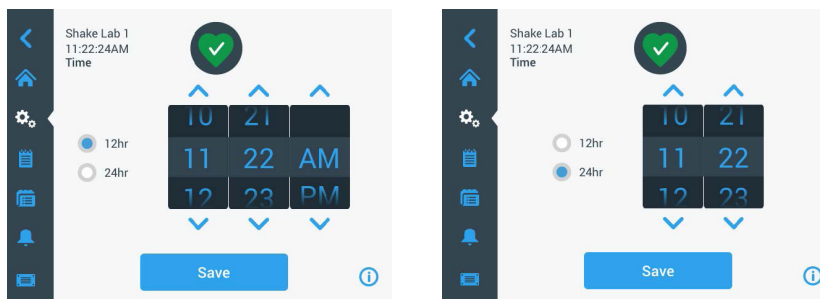 Shake Lab 1
11:22:24AM
Time
10 21
12hr
11 22 AM
24hr
12 23 PM
Save
Shake Lab 1
11:22:24AM
Time
10 21
12hr
11 22
24hr
12 23
Save